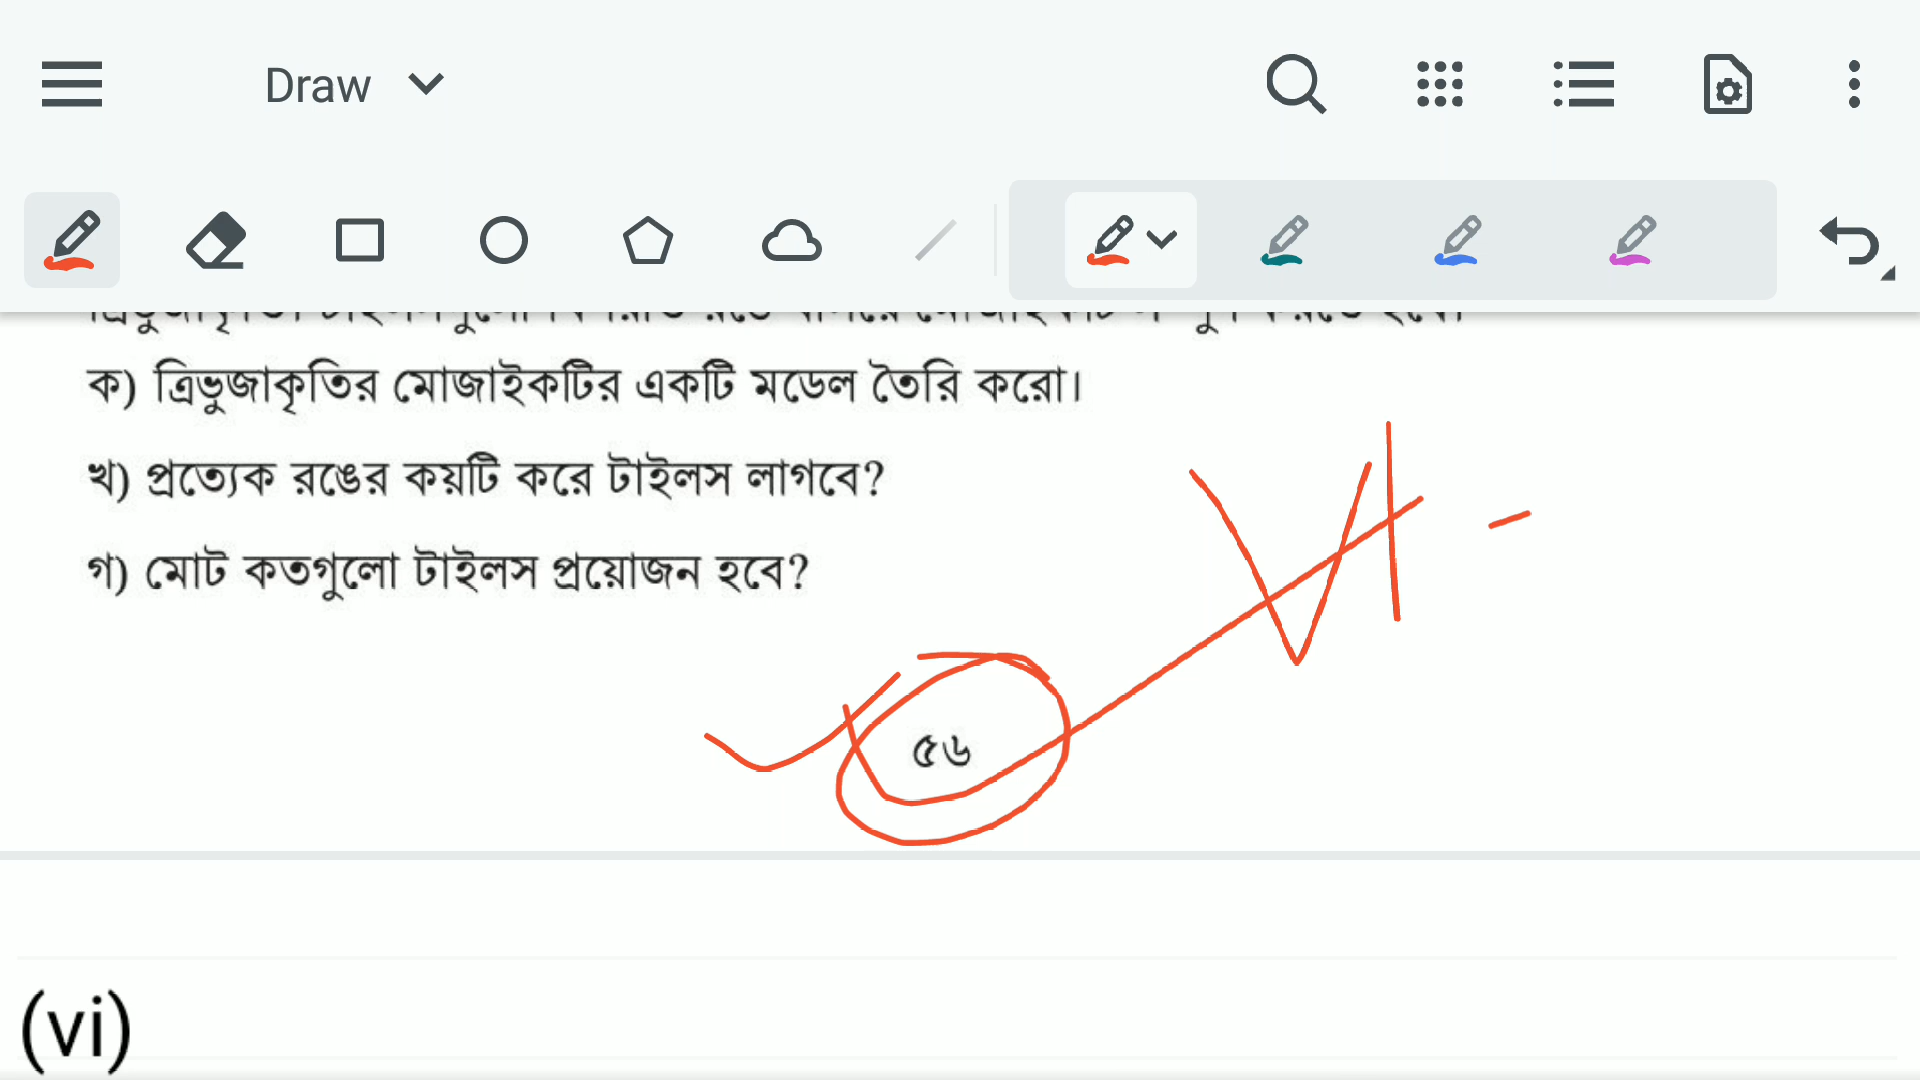 Draw
ক) ত্রিভুজাকৃতির মোজাইকটির একটি মডেল তৈরি করো।
খ) প্রত্যেক রঙের কয়টি করে টাইলস লাগবে?
গ) মোট কতগুলো টাইলস প্রয়োজন হবে?
৫৬
(vi)